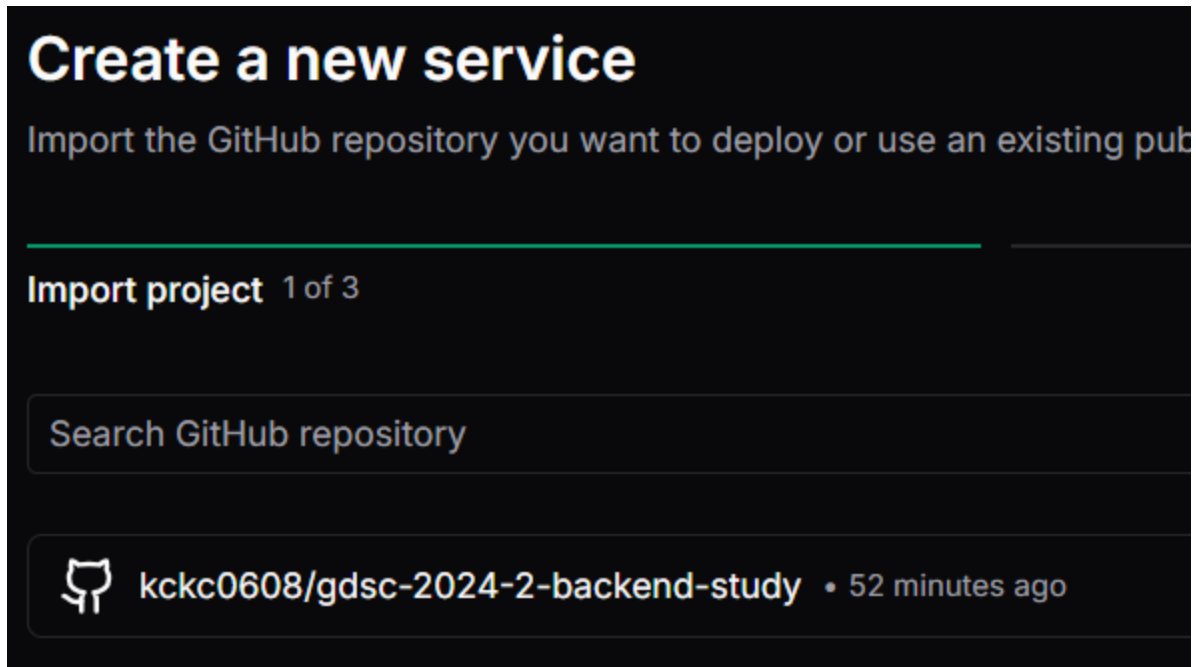 Create a new service
Import the GitHub repository you want to deploy or use an existing pub
Import project 1 of 3
Search GitHub repository
kckc0608/gdsc-2024-2-backend-study • 52 minutes ago